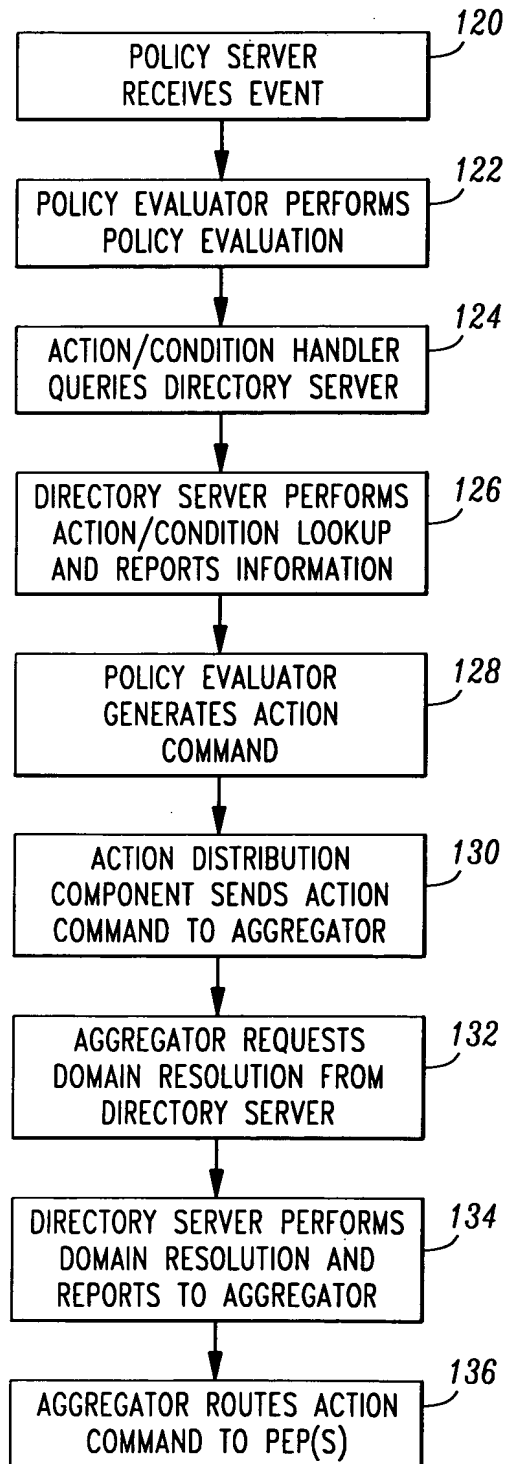 120
POLICY SERVER
RECEIVES EVENT
122
POLICY EVALUATOR PERFORMS
POLICY EVALUATION
124
ACTION/CONDITION HANDLER
QUERIES DIRECTORY SERVER
126
DIRECTORY SERVER PERFORMS
ACTION/CONDITION LOOKUP
AND REPORTS INFORMATION
128
POLICY EVALUATOR
GENERATES ACTION
COMMAND
130
ACTION DISTRIBUTION
COMPONENT SENDS ACTION
COMMAND TO AGGREGATOR
132
AGGREGATOR REQUESTS
DOMAIN RESOLUTION FROM
DIRECTORY SERVER
134
DIRECTORY SERVER PERFORMS
DOMAIN RESOLUTION AND
REPORTS TO AGGREGATOR
136
AGGREGATOR ROUTES ACTION
COMMAND TO PEP(S)